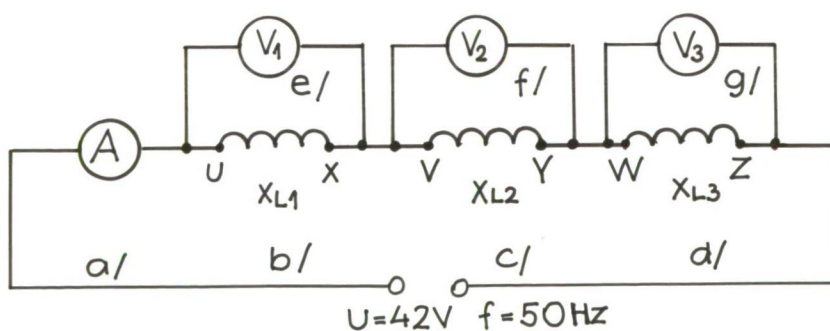 V1 V2 V3
e/ f/ g/
A
U X V Y W Z
XL1 XL2 XL3
a/ b/ c/ d/
U=42V f=50HZ